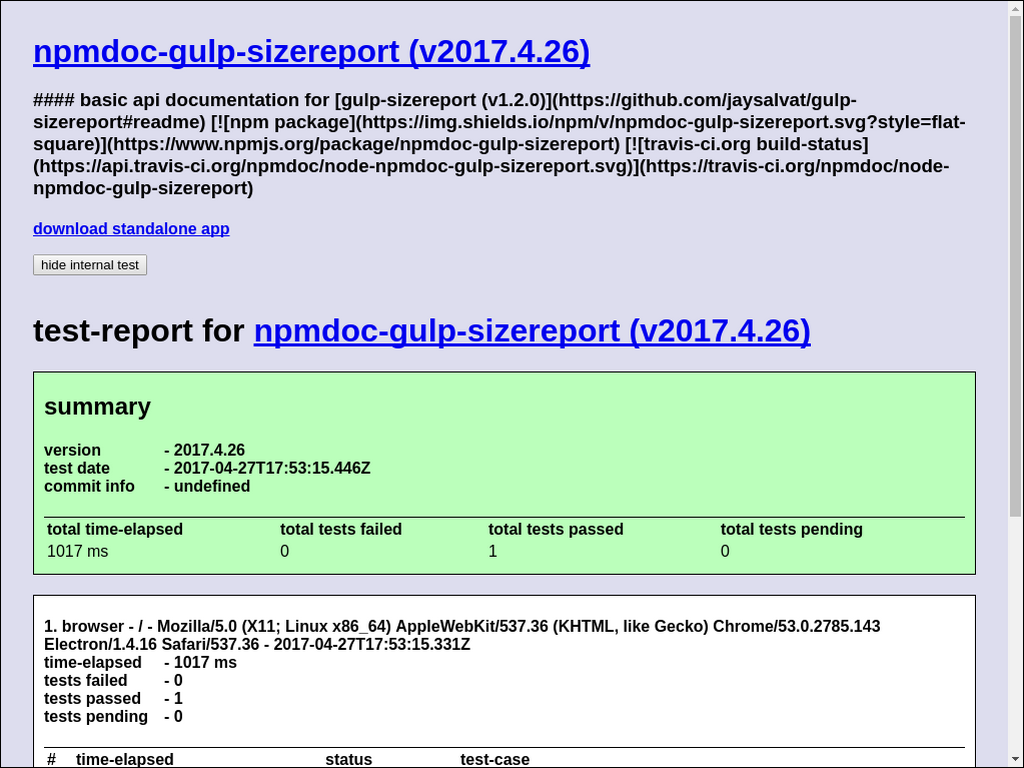 npmdoc-gulp-sizereport (v2017.4.26)
#### basic api documentation for [gulp-sizereport (v1.2.0)](https://github.com/jaysalvat/gulp-
sizereport#readme) [![npm package](https://img.shields.io/npm/v/npmdoc-gulp-sizereport.svg?style=flat-
square)](https://www.npmjs.org/package/npmdoc-gulp-sizereport) [![travis-ci.org build-status]
(https://api.travis-ci.org/npmdoc/node-npmdoc-gulp-sizereport.svg)](https://travis-ci.org/npmdoc/node-
npmdoc-gulp-sizereport)
download standalone app
hide internal test
test-report for npmdoc-gulp-sizereport (v2017.4.26)
summary
version - 2017.4.26
test date - 2017-04-27T17:53:15.446Z
commit info - undefined
total time-elapsed total tests failed total tests passed total tests pending
1017 ms 0 1 0
1. browser - / - Mozilla/5.0 (X11; Linux x86_64) AppleWebKit/537.36 (KHTML, like Gecko) Chrome/53.0.2785.143
Electron/1.4.16 Safari/537.36 - 2017-04-27T17:53:15.331Z
time-elapsed - 1017 ms
tests failed - 0
tests passed - 1
tests pending - 0
# time-elapsed status test-case